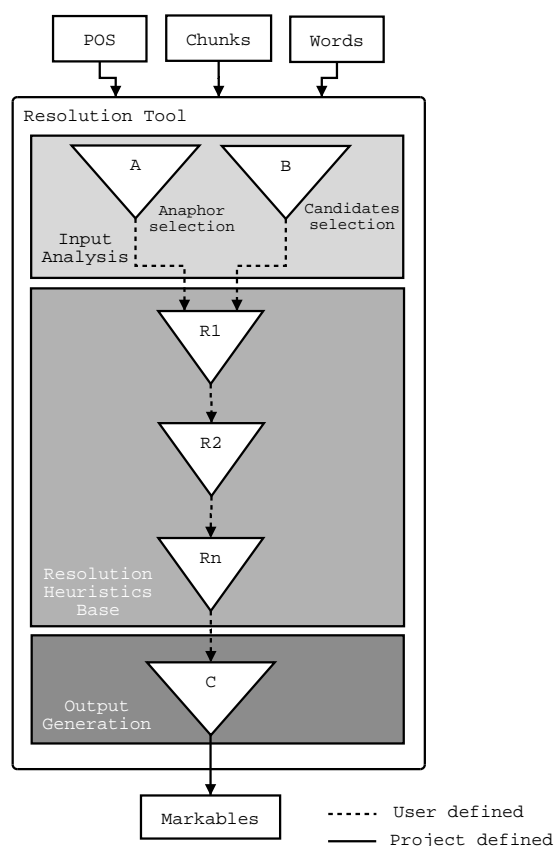 POS
Chunks
Words
Resolution Tool
A
B
Anaphor
selection
Candidates
selection
Input
Analysis
R1
R2
Rn
Resolution
Heuristics
Base
C
Output
Generation
Markables
User defined
Project defined